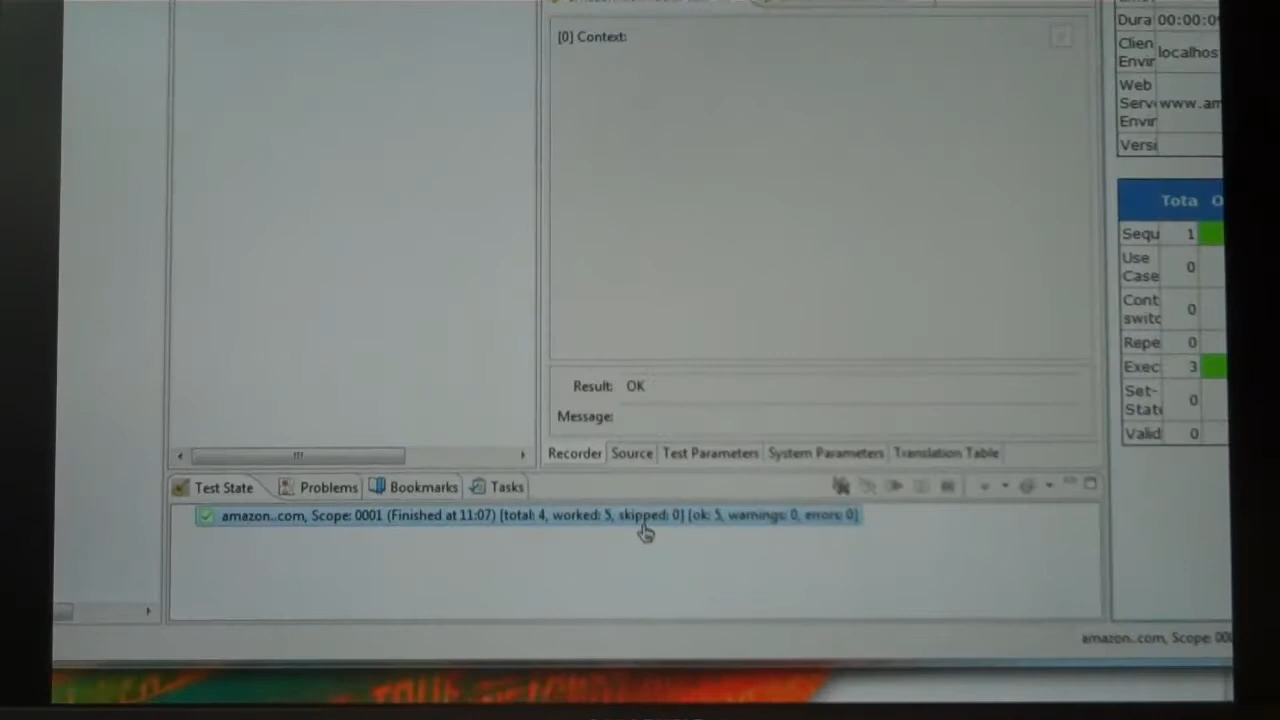 [0] Context:
Result: OK
Message:
Recorder Source Test Parameters System Parameters Translation Table
Test State Problems Bookmarks Tasks
amazon..com, Scope: 0001 (Finished at 11:07) [total: 4, worked: 5, skipped: 0] [ok: 5, warnings: 0, errors: 0]
Dura 00:00:0
Clien
Envir localhos
Web
Serv www.am
Envir
Versi
Tota O
Sequ 1
Use
Case 0
Cont
switc 0
Repe 0
Exec 3
Set-
Stat 0
Valid 0
amazon..com, Scope: 00